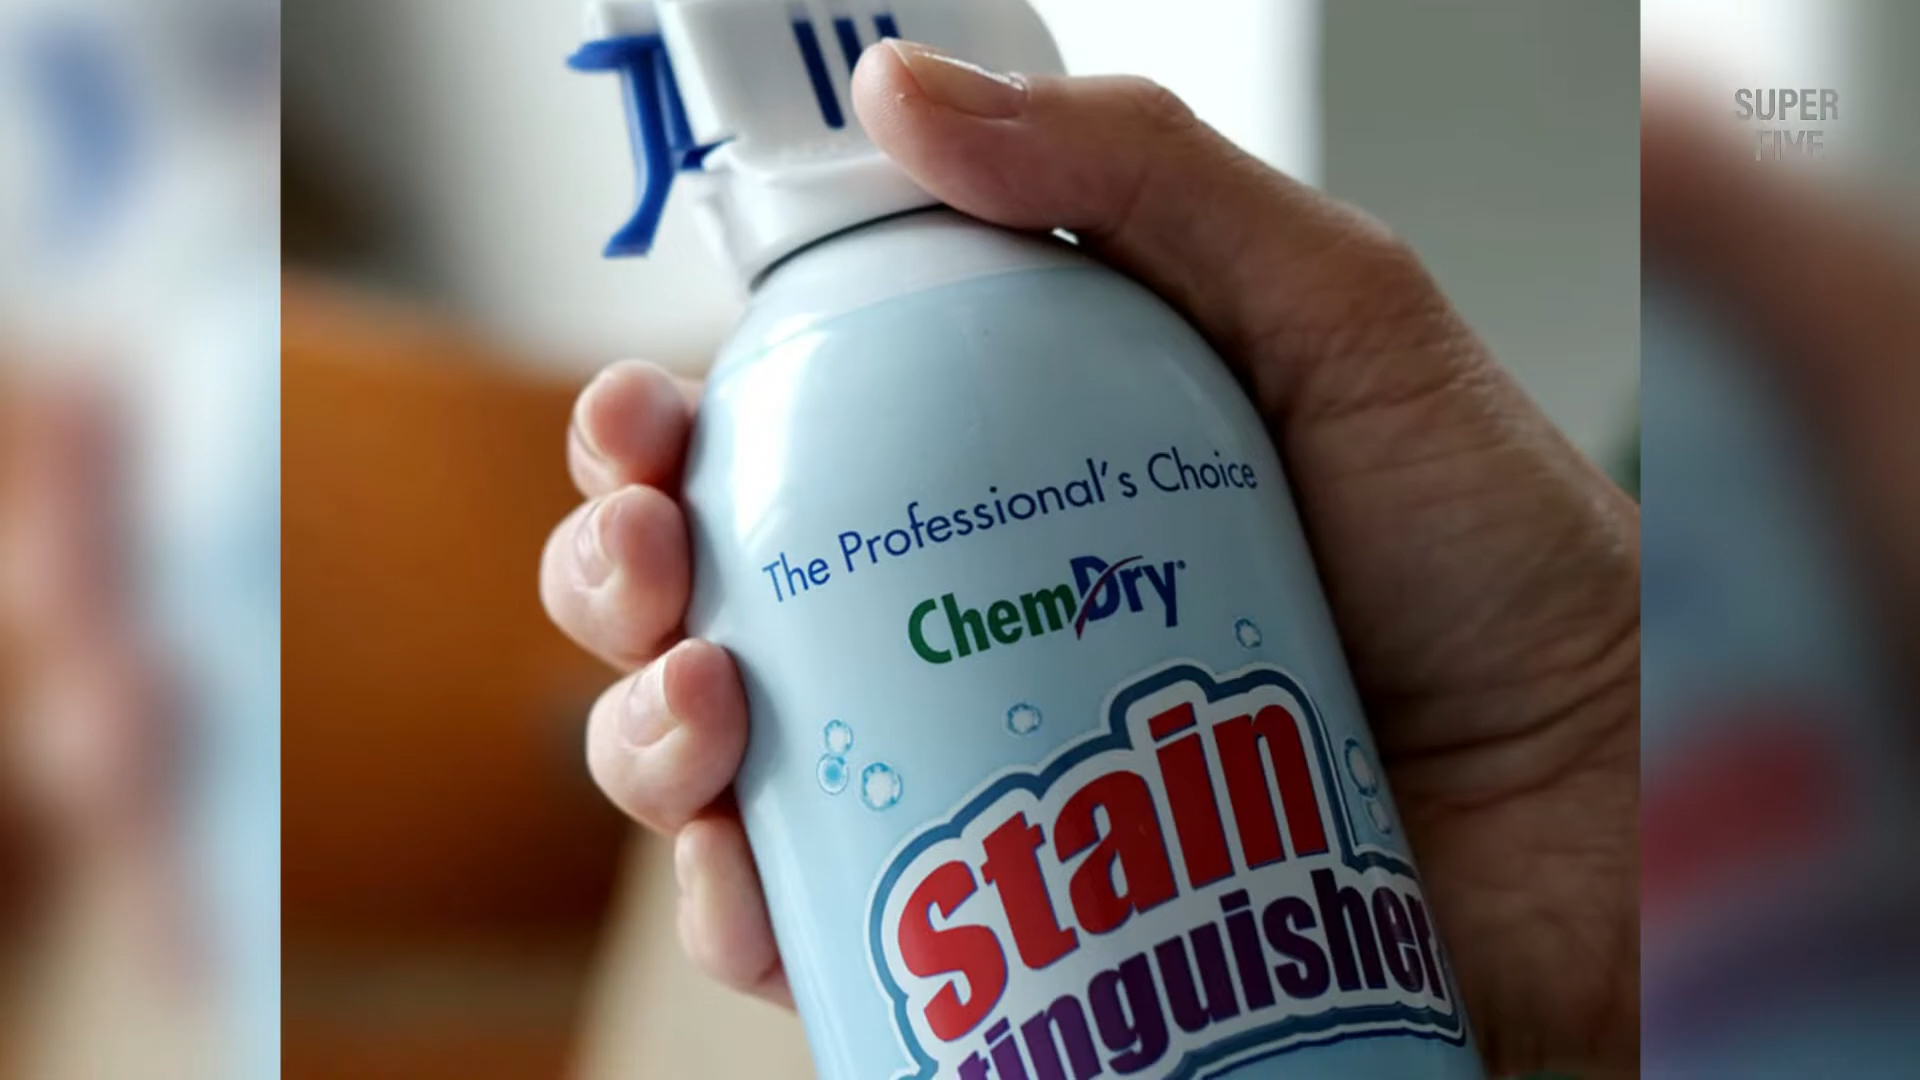 SUPER
FIVE
The Professional's Choice
ChemDry
Stain
tinguisher